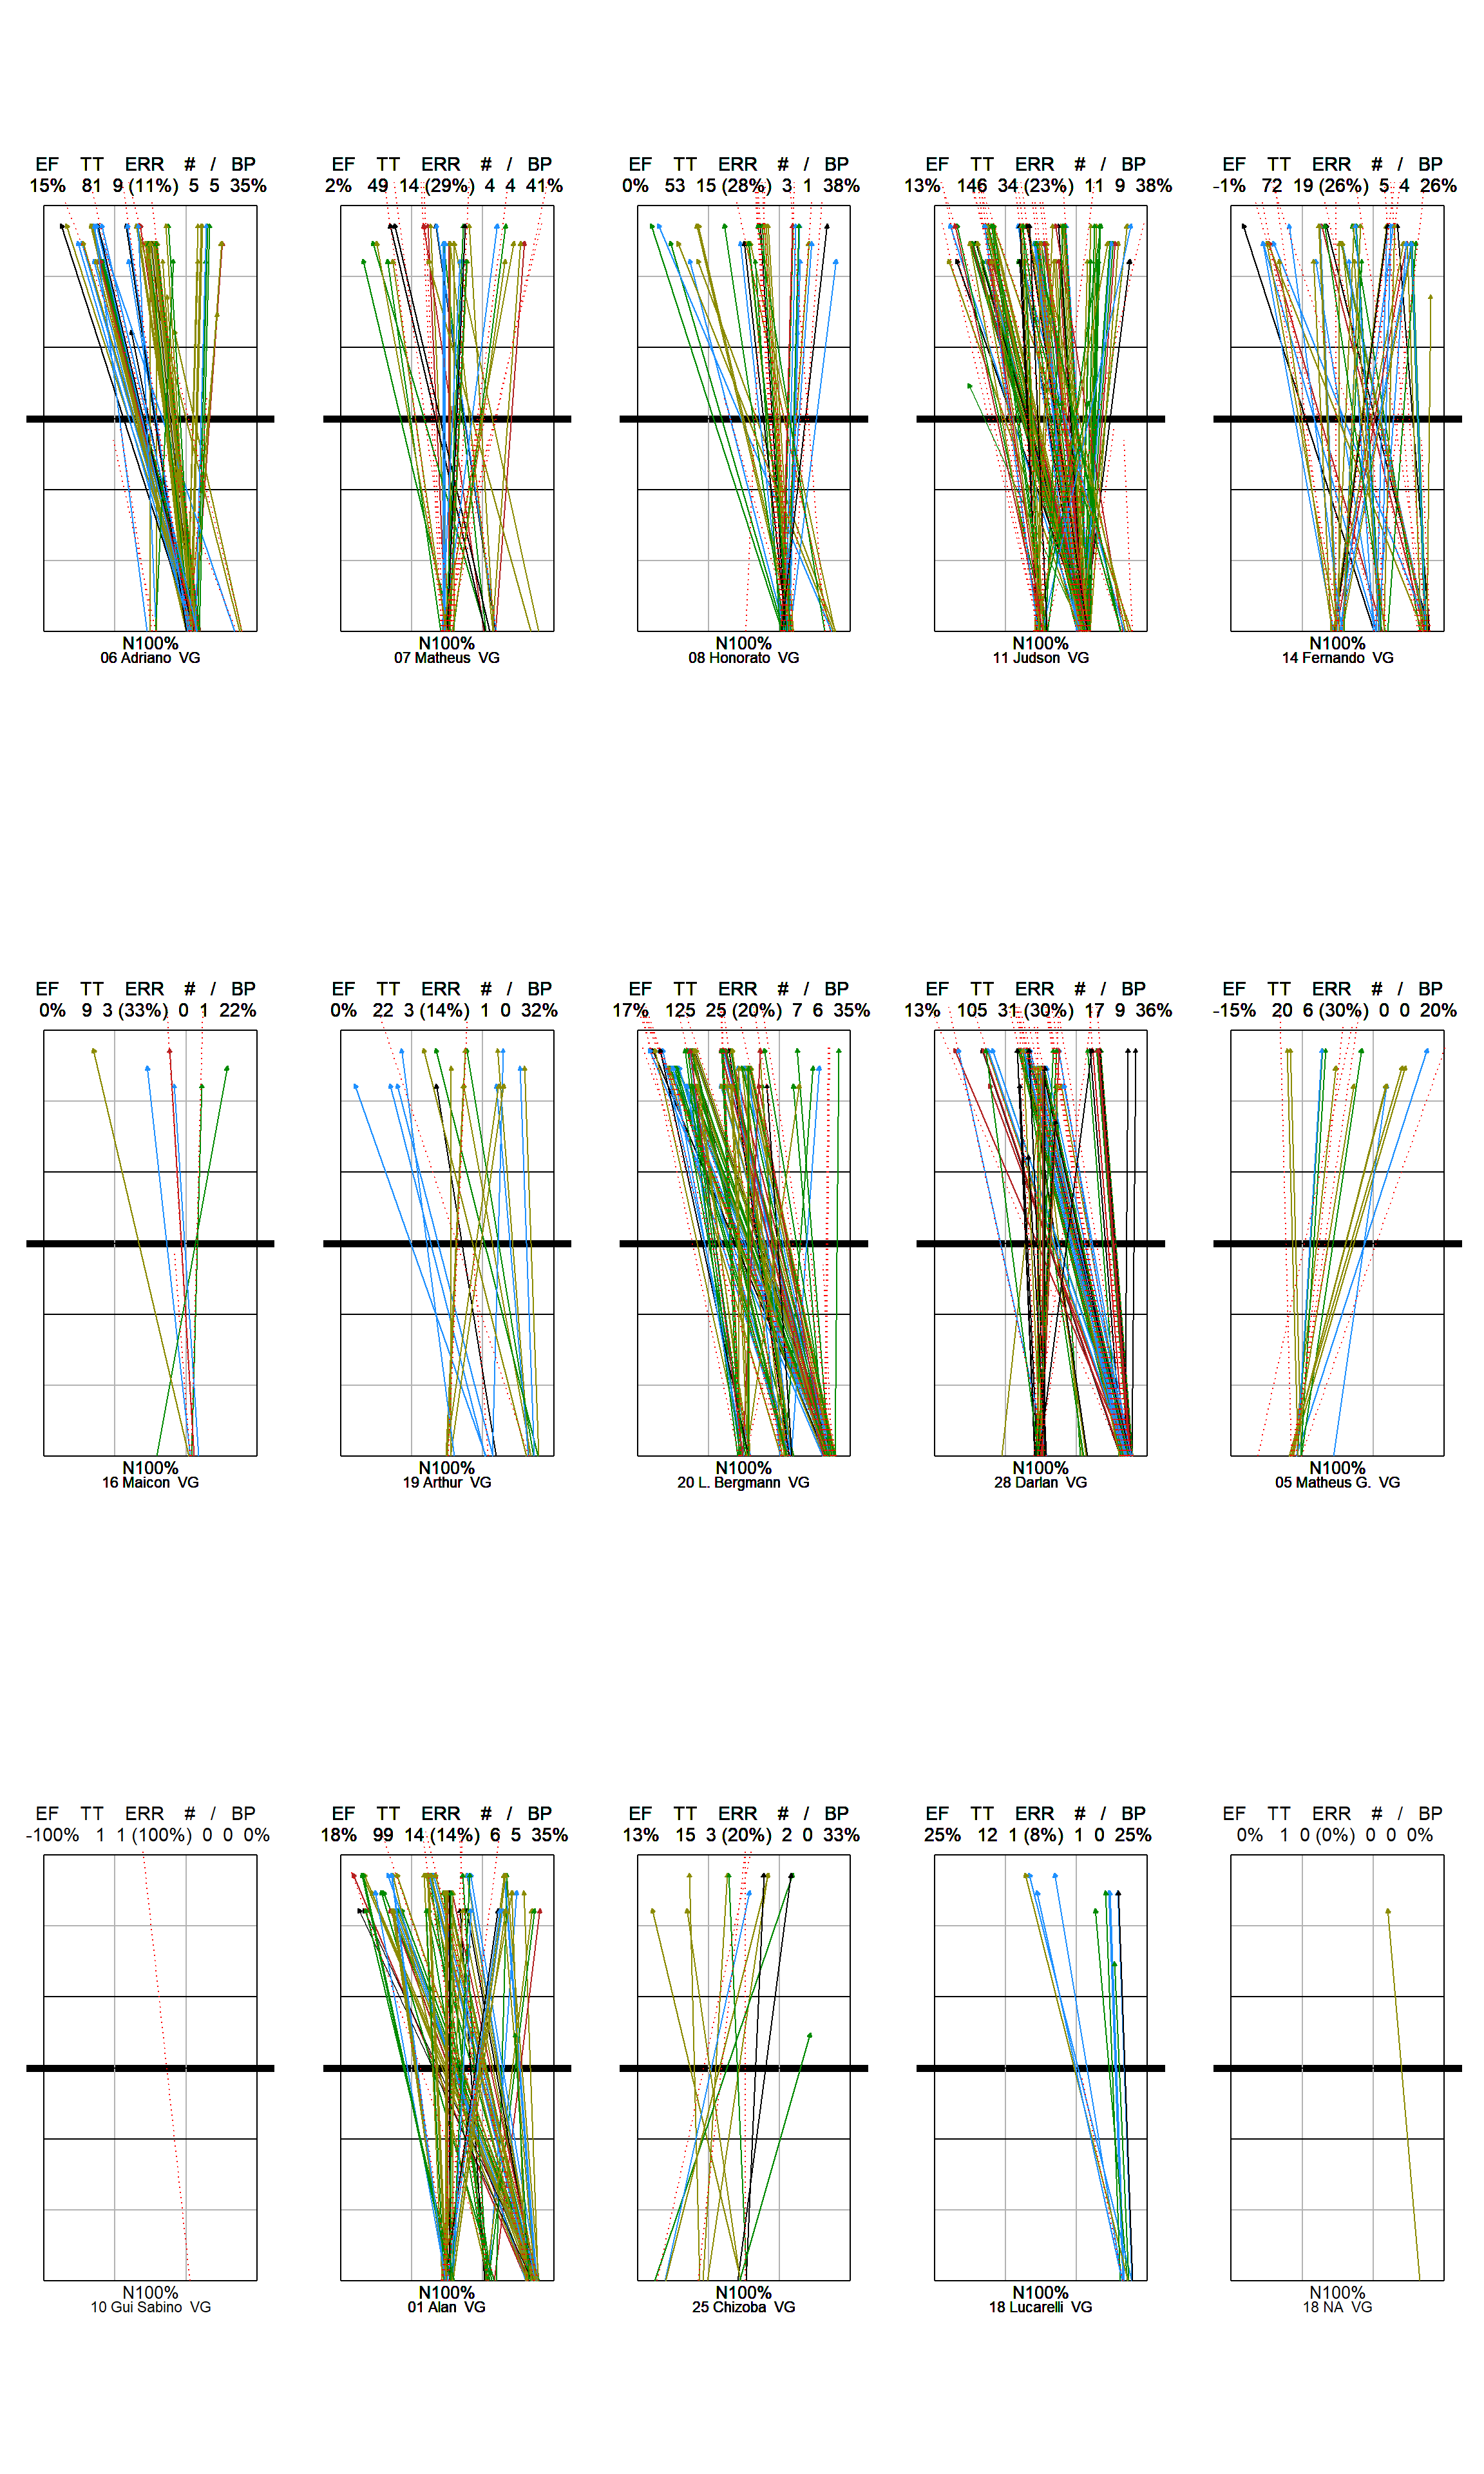 EF TT ERR # / BP
15% 81 9 (11%) 5 5 35%
N100%
06 Adriano VG
EF TT ERR # / BP
2% 49 14 (29%) 4 4 41%
N100%
07 Matheus VG
EF TT ERR # / BP
0% 53 15 (28%) 3 1 38%
N100%
08 Honorato VG
EF TT ERR # / BP
13% 146 34 (23%) 11 9 38%
N100%
11 Judson VG
EF TT ERR # / BP
-1% 72 19 (26%) 5 4 26%
N100%
14 Fernando VG
EF TT ERR # / BP
0% 9 3 (33%) 0 1 22%
N100%
16 Maicon VG
EF TT ERR # / BP
0% 22 3 (14%) 1 0 32%
N100%
19 Arthur VG
EF TT ERR # / BP
17% 125 25 (20%) 7 6 35%
N100%
20 L. Bergmann VG
EF TT ERR # / BP
13% 105 31 (30%) 17 9 36%
N100%
28 Darlan VG
EF TT ERR # / BP
-15% 20 6 (30%) 0 0 20%
N100%
05 Matheus G. VG
EF TT ERR # / BP
-100% 1 1 (100%) 0 0 0%
N100%
10 Gui Sabino VG
EF TT ERR # / BP
18% 99 14 (14%) 6 5 35%
N100%
01 Alan VG
EF TT ERR # / BP
13% 15 3 (20%) 2 0 33%
N100%
25 Chizoba VG
EF TT ERR # / BP
25% 12 1 (8%) 1 0 25%
N100%
18 Lucarelli VG
EF TT ERR # / BP
0% 1 0 (0%) 0 0 0%
N100%
18 NA VG